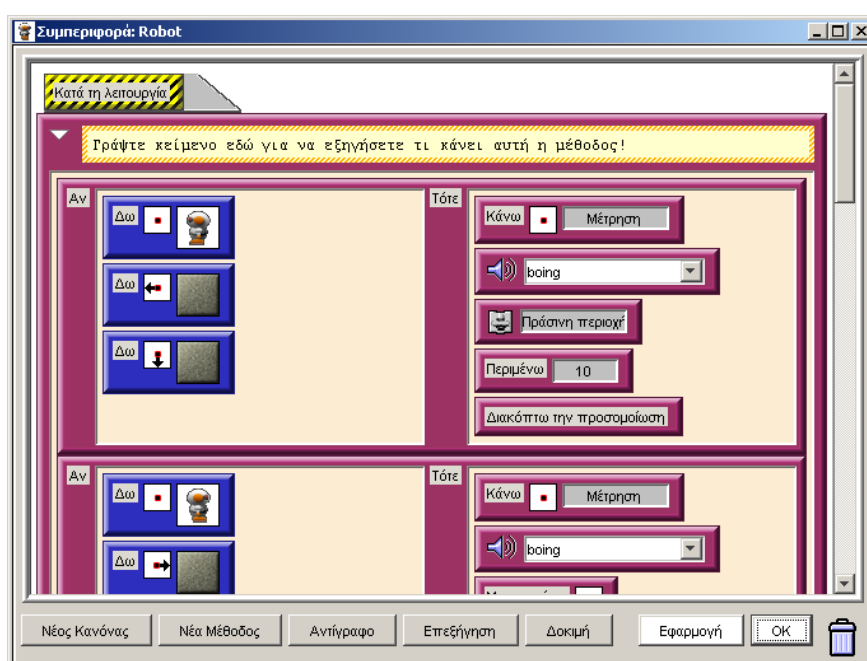 Συμπεριφορά: Robot
Κατά τη λειτουργία
Γράψτε κείμενο εδώ για να εξηγήσετε τι κάνει αυτή η μέθοδος!
Αν
Δω
Δω
Δω
Τότε
Κάνω Μέτρηση
boing
Πράσινη περιοχή
Περιμένω 10
Διακόπτω την προσομοίωση
Αν
Δω
Δω
Τότε
Κάνω Μέτρηση
boing
Νέος Κανόνας Νέα Μέθοδος Αντίγραφο Επεξήγηση Δοκιμή Εφαρμογή OK